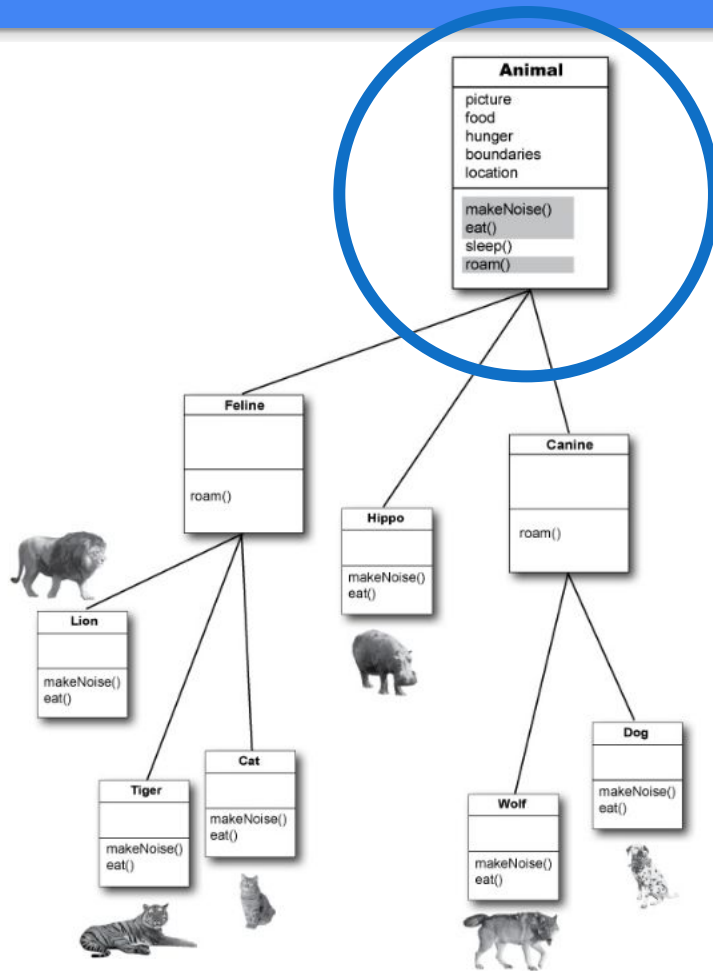 Animal
picture
food
hunger
boundaries
location
makeNoise()
eat()
sleep()
roam()
Feline
roam()
Hippo
makeNoise()
eat()
Canine
roam()
Lion
makeNoise()
eat()
Tiger
makeNoise()
eat()
Cat
makeNoise()
eat()
Wolf
makeNoise()
eat()
Dog
makeNoise()
eat()